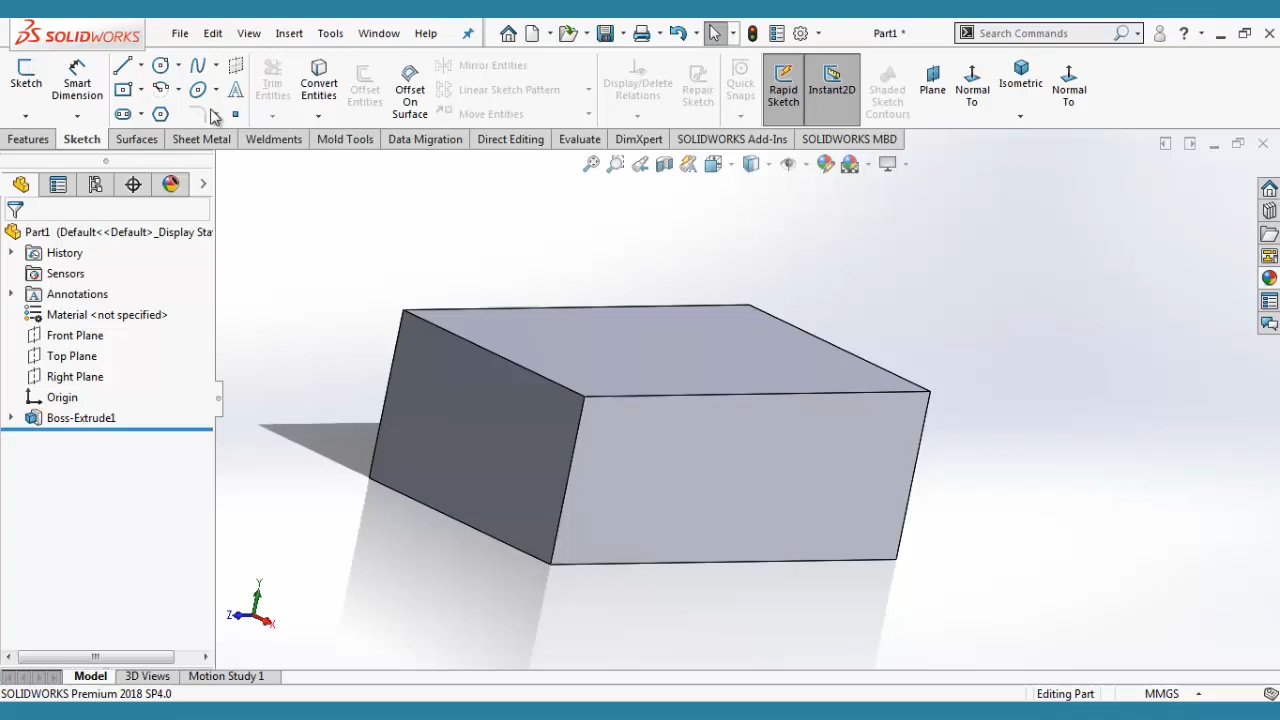 SOLIDWORKS
File Edit View Insert Tools Window Help
Part1 *
Search Commands
?
Sketch
Smart Dimension
Trim Entities
Convert Entities
Offset Entities
Offset On Surface
Mirror Entities
Linear Sketch Pattern
Move Entities
Display/Delete Relations
Repair Sketch
Quick Snaps
Rapid Sketch
Instant2D
Shaded Sketch Contours
Plane
Normal To
Isometric
Normal To
Features Sketch Surfaces Sheet Metal Weldments Mold Tools Data Migration Direct Editing Evaluate DimXpert SOLIDWORKS Add-Ins SOLIDWORKS MBD
Part1 (Default<<Default>_Display Sta
History
Sensors
Annotations
Material <not specified>
Front Plane
Top Plane
Right Plane
Origin
Boss-Extrude1
Y
Z
X
Model 3D Views Motion Study 1
SOLIDWORKS Premium 2018 SP4.0
Editing Part
MMGS